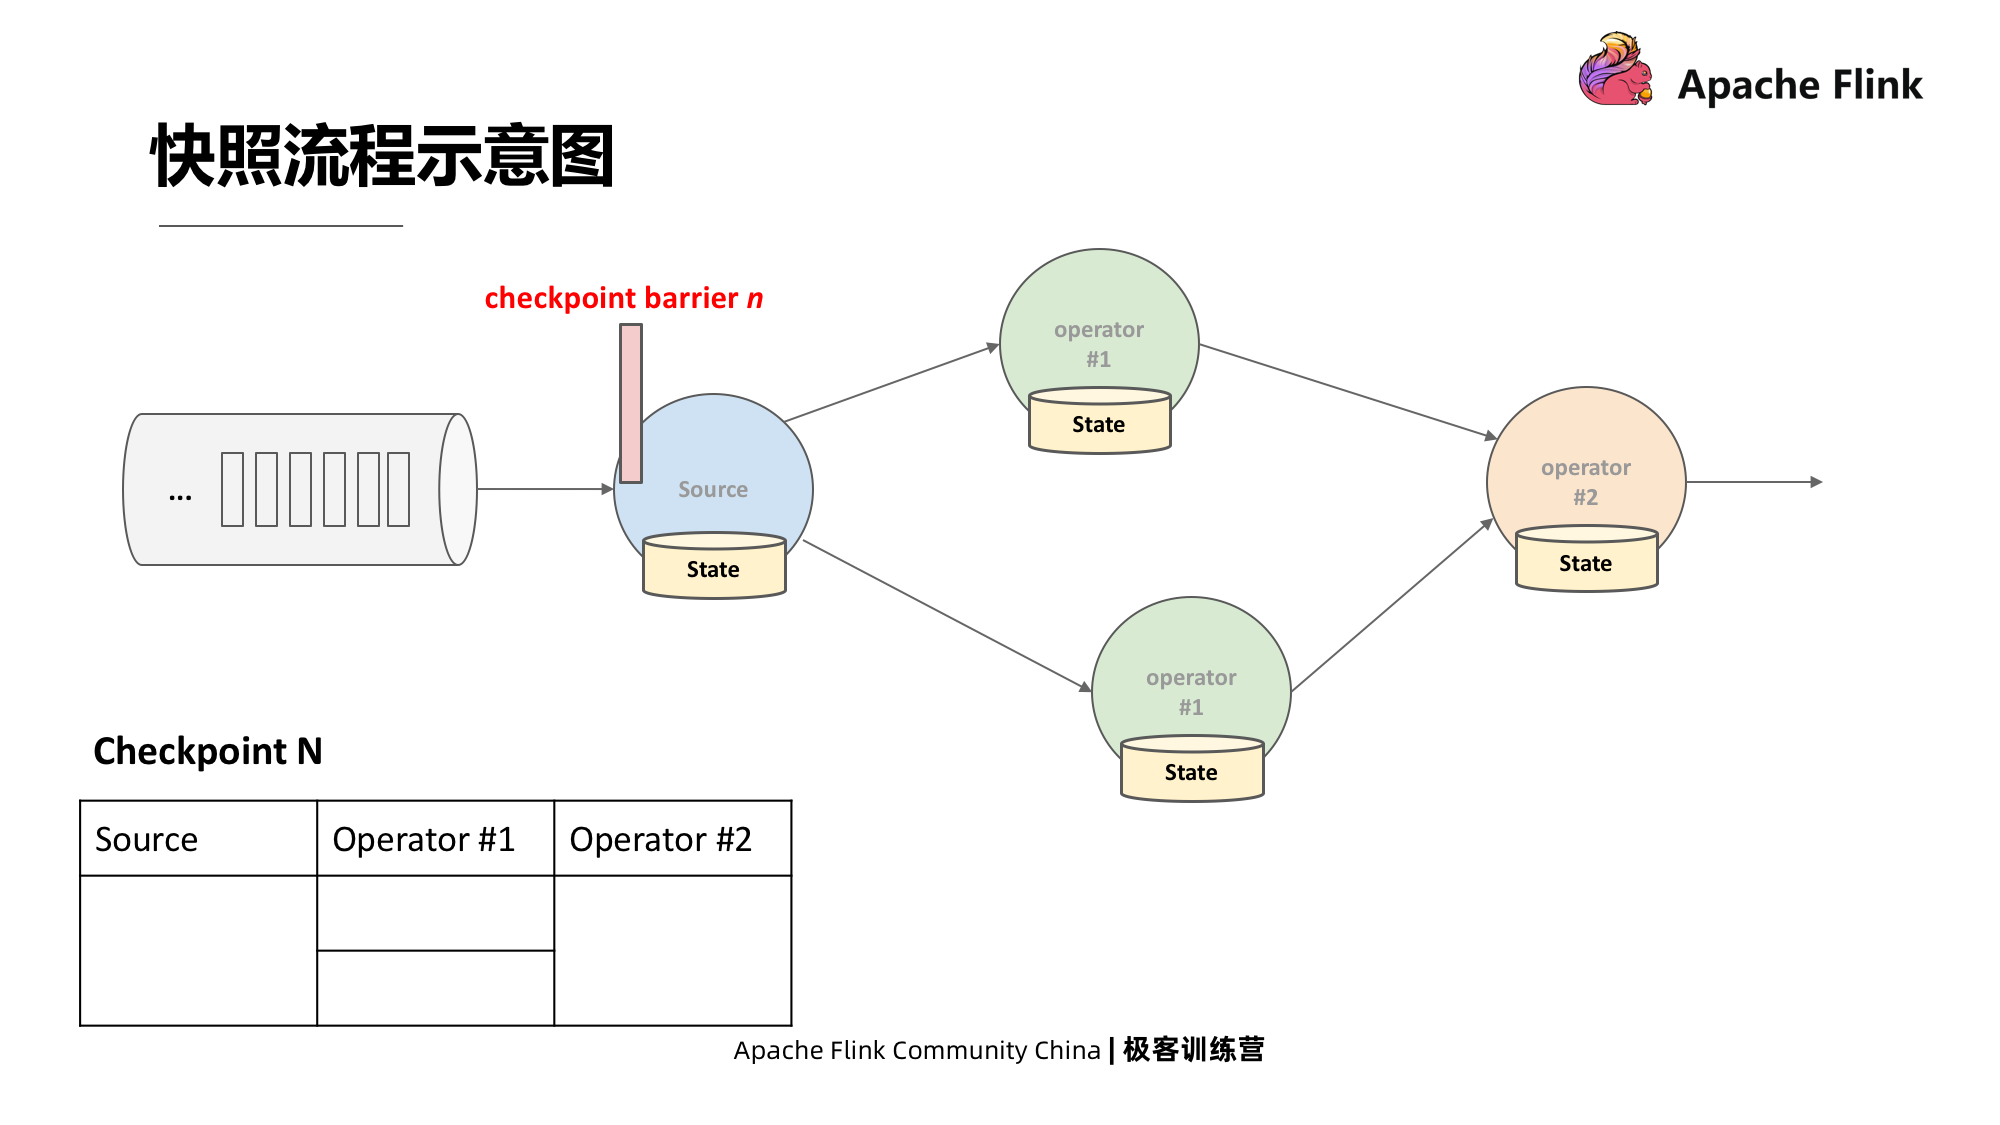 Apache Flink
快照流程示意图
checkpoint barrier n
operator
#1
State
...
Source
State
operator
#2
State
operator
#1
State
Checkpoint N
Source Operator #1 Operator #2
Apache Flink Community China | 极客训练营